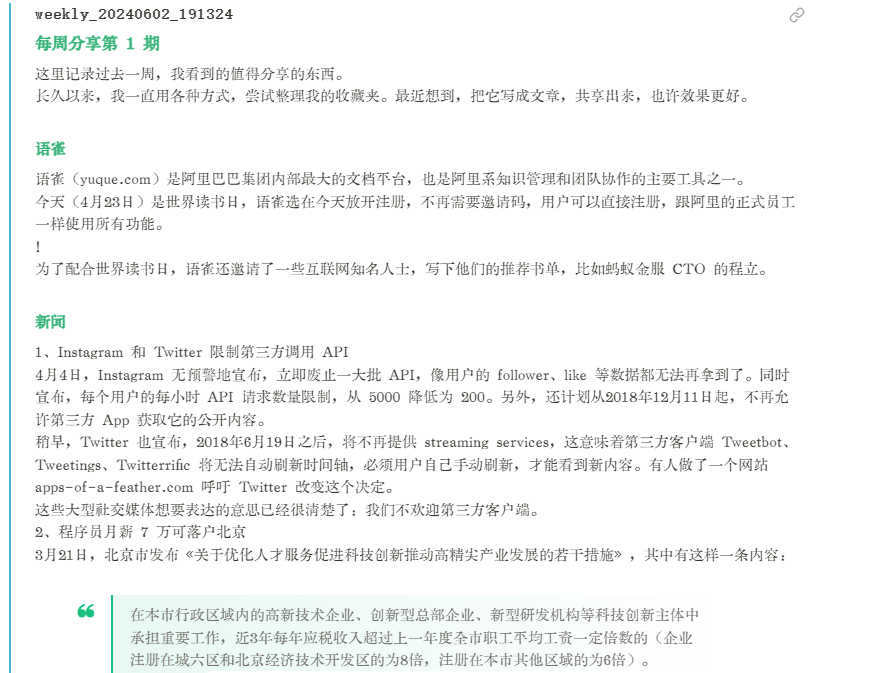 weekly_20240602_191324
每周分享第 1 期
这里记录过去一周，我看到的值得分享的东西。
长久以来，我一直用各种方式，尝试整理我的收藏夹。最近想到，把它写成文章，共享出来，也许效果更好。
语雀
语雀（yuque.com）是阿里巴巴集团内部最大的文档平台，也是阿里系知识管理和团队协作的主要工具之一。
今天（4月23日）是世界读书日，语雀选在今天放开注册，不再需要邀请码，用户可以直接注册，跟阿里的正式员工
一样使用所有功能。
!
为了配合世界读书日，语雀还邀请了一些互联网知名人士，写下他们的推荐书单，比如蚂蚁金服 CTO 的程立。
新闻
1、Instagram 和 Twitter 限制第三方调用 API
4月4日，Instagram 无预警地宣布，立即废止一大批 API，像用户的 follower、like 等数据都无法再拿到了。同时
宣布，每个用户的每小时 API 请求数量限制，从 5000 降低为 200。另外，还计划从2018年12月11日起，不再允
许第三方 App 获取它的公开内容。
稍早，Twitter 也宣布，2018年6月19日之后，将不再提供 streaming services，这意味着第三方客户端 Tweetbot、
Tweetings、Twitterrific 将无法自动刷新时间轴，必须用户自己手动刷新，才能看到新内容。有人做了一个网站
apps-of-a-feather.com 呼吁 Twitter 改变这个决定。
这些大型社交媒体想要表达的意思已经很清楚了：我们不欢迎第三方客户端。
2、程序员月薪 7 万可落户北京
3月21日，北京市发布《关于优化人才服务促进科技创新推动高精尖产业发展的若干措施》，其中有这样一条内容：
在本市行政区域内的高新技术企业、创新型总部企业、新型研发机构等科技创新主体中
承担重要工作，近3年每年应税收入超过上一年度全市职工平均工资一定倍数的（企业
注册在城六区和北京经济技术开发区的为8倍，注册在本市其他区域的为6倍）。